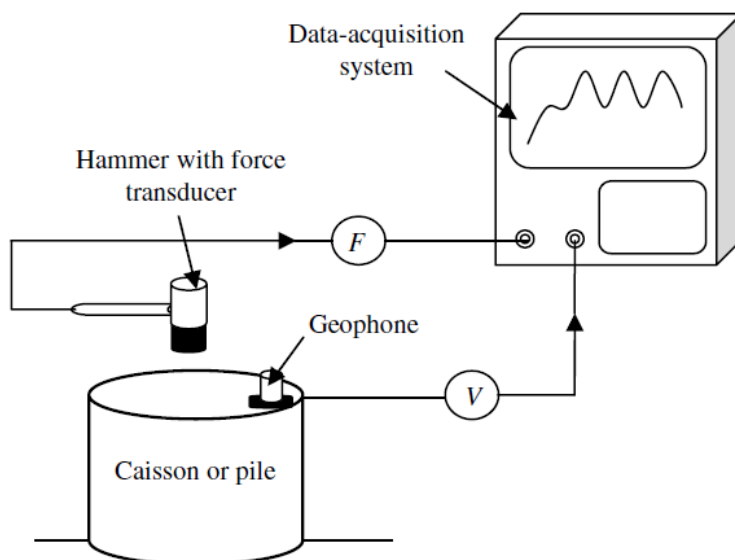 Data-acquisition
system
Hammer with force
transducer
F
Geophone
V
Caisson or pile